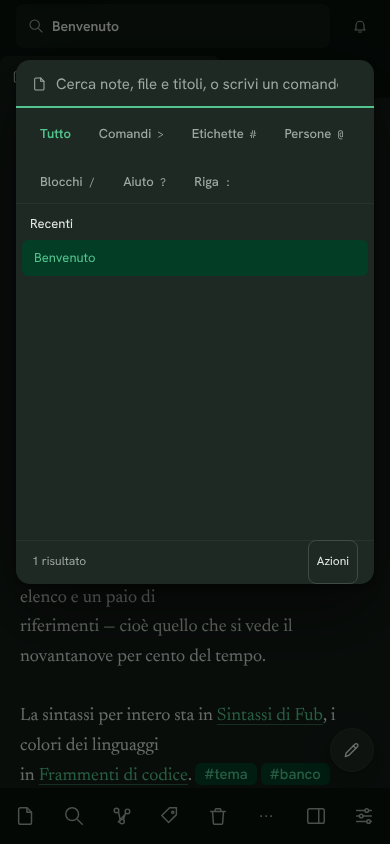 Benvenuto
Cerca note, file e titoli, o scrivi un comand
Tutto Comandi > Etichette # Persone @
Blocchi / Aiuto ? Riga :
Recenti
Benvenuto
1 risultato Azioni
elenco e un paio di
riferimenti – cioè quello che si vede il
novantanove per cento del tempo.
La sintassi per intero sta in Sintassi di Fub, i
colori dei linguaggi
in Frammenti di codice. #tema #banco